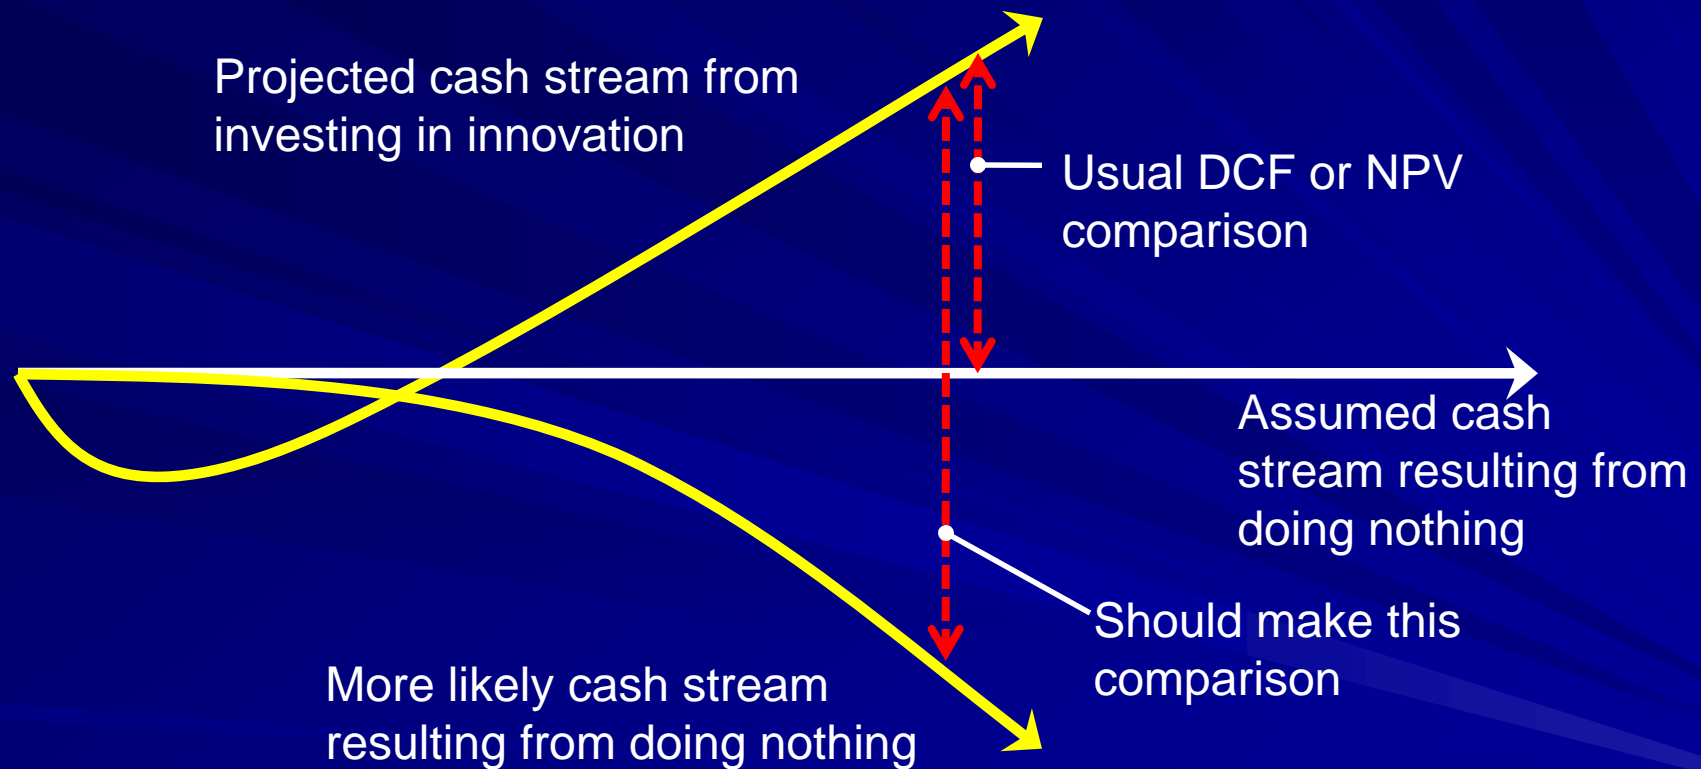 Projected cash stream from
investing in innovation
Usual DCF or NPV
comparison
Assumed cash
stream resulting from
doing nothing
Should make this
comparison
More likely cash stream
resulting from doing nothing